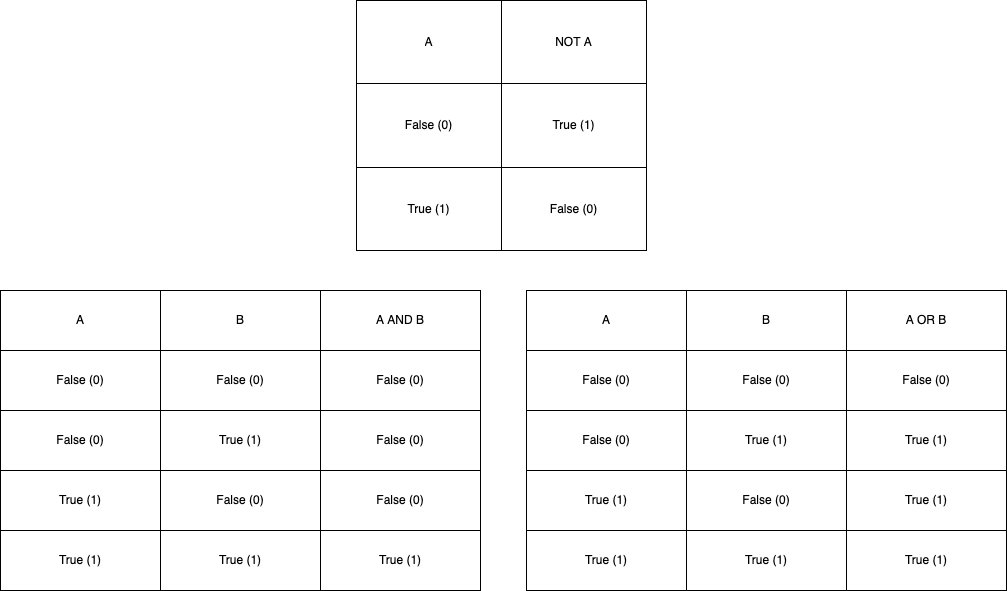 A NOT A
False (0) True (1)
True (1) False (0)
A B A AND B
False (0) False (0) False (0)
False (0) True (1) False (0)
True (1) False (0) False (0)
True (1) True (1) True (1)
A B A OR B
False (0) False (0) False (0)
False (0) True (1) True (1)
True (1) False (0) True (1)
True (1) True (1) True (1)